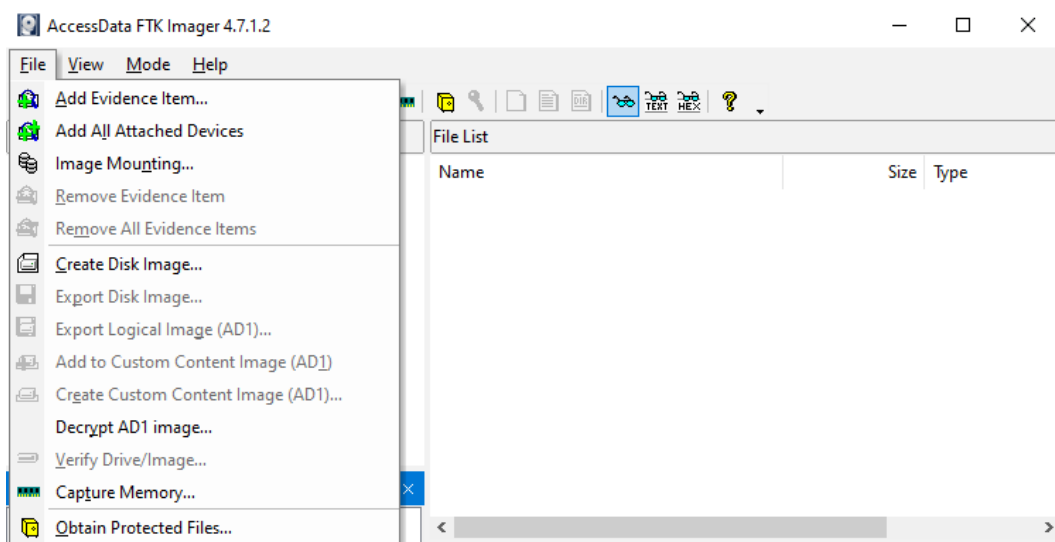 AccessData FTK Imager 4.7.1.2
File View Mode Help
Add Evidence Item...
Add All Attached Devices
Image Mounting...
Remove Evidence Item
Remove All Evidence Items
Create Disk Image...
Export Disk Image...
Export Logical Image (AD1)...
Add to Custom Content Image (AD1)
Create Custom Content Image (AD1)...
Decrypt AD1 image...
Verify Drive/Image...
Capture Memory...
Obtain Protected Files...
DIR TEXT HEX
File List
Name Size Type